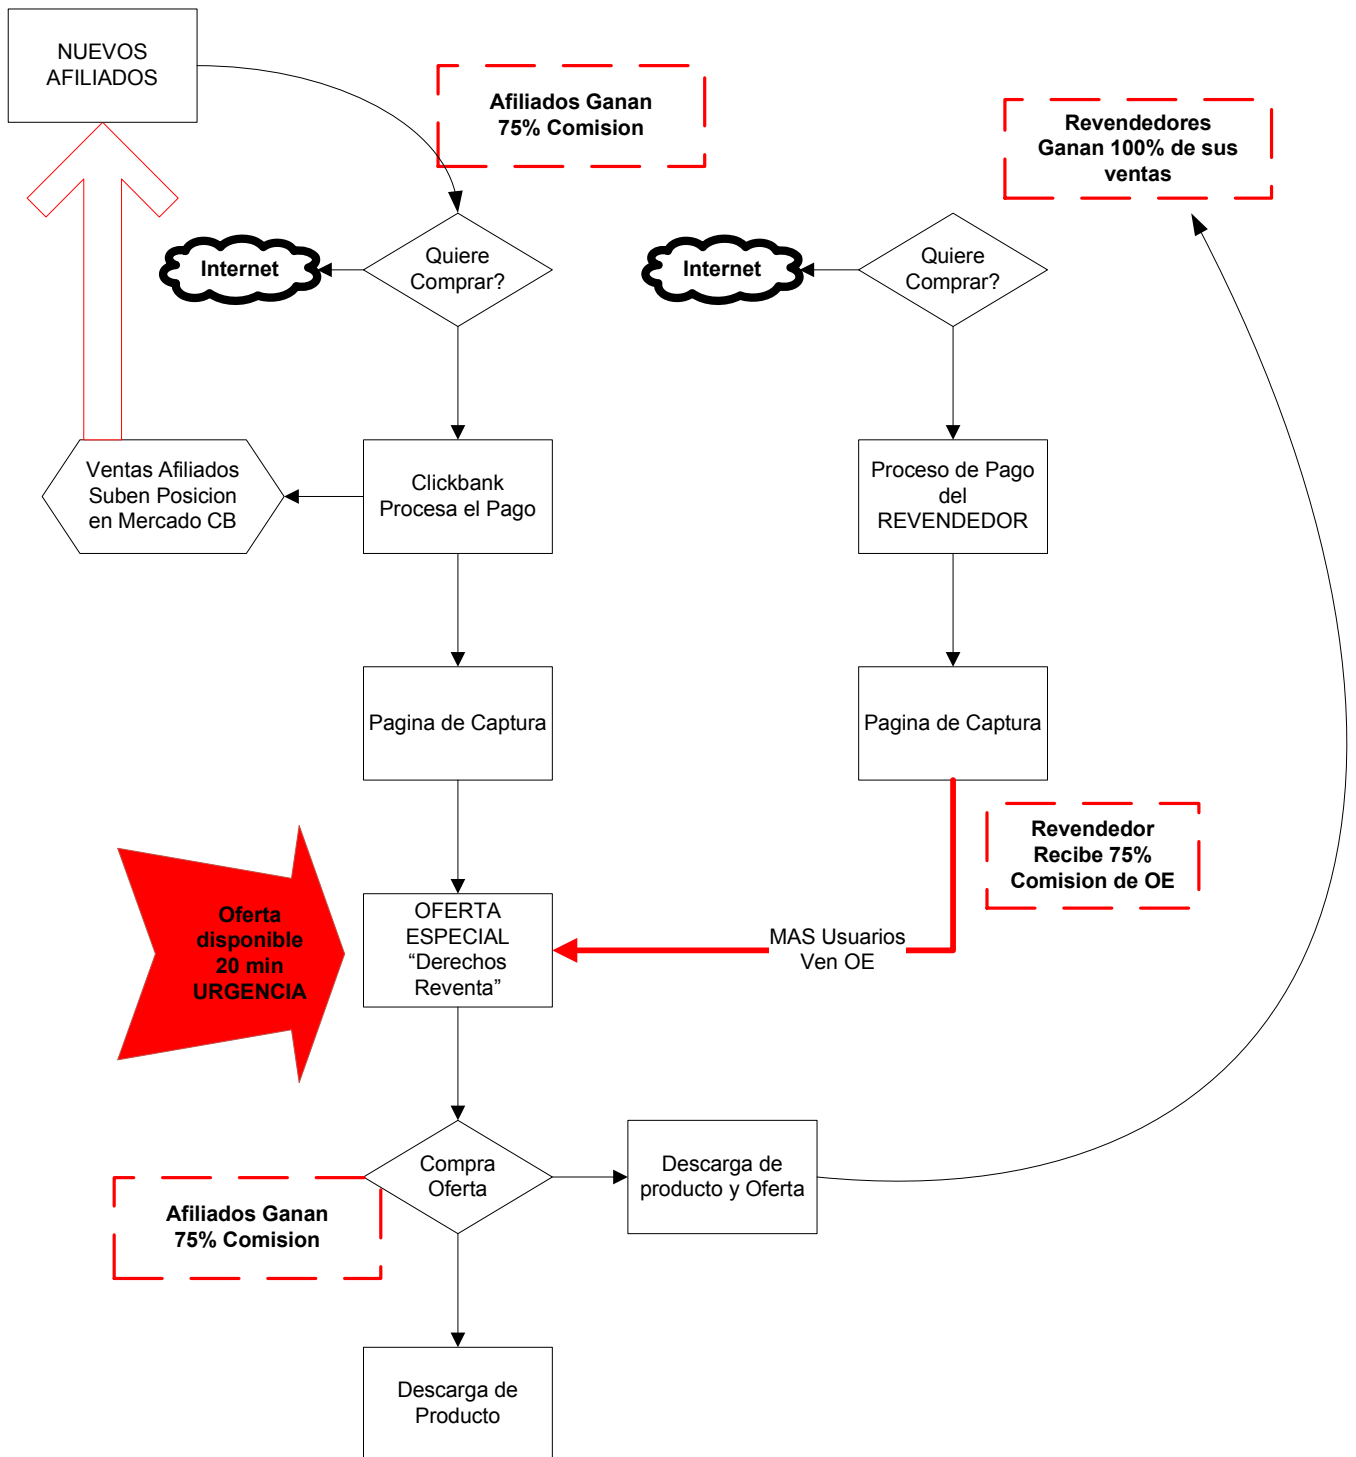 NUEVOS
AFILIADOS
Afiliados Ganan
75% Comision
Revendedores
Ganan 100% de sus
ventas
Internet
Quiere
Comprar?
Internet
Quiere
Comprar?
Ventas Afiliados
Suben Posicion
en Mercado CB
Clickbank
Procesa el Pago
Proceso de Pago
del
REVENDEDOR
Pagina de Captura
Pagina de Captura
Revendedor
Recibe 75%
Comision de OE
Oferta
disponible
20 min
URGENCIA
OFERTA
ESPECIAL
“Derechos
Reventa”
MAS Usuarios
Ven OE
Compra
Oferta
Descarga de
producto y Oferta
Afiliados Ganan
75% Comision
Descarga de
Producto